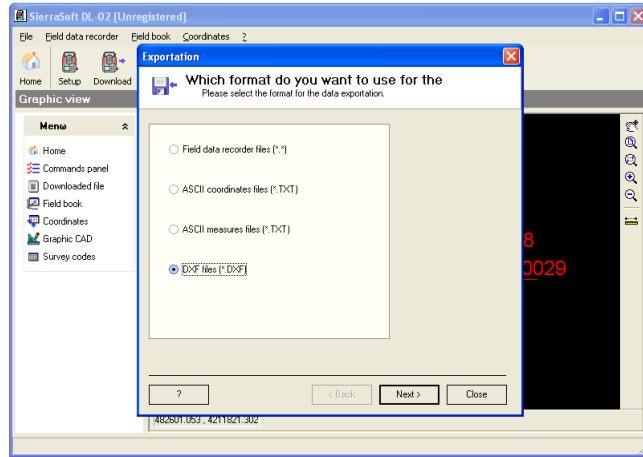 SierraSoft DL-02 [Unregistered]
File Field data recorder Field book Coordinates ?
Home Setup Download
Graphic view
Menu
Home
Commands panel
Downloaded file
Field book
Coordinates
Graphic CAD
Survey codes
Exportation
Which format do you want to use for the
Please select the format for the data exportation.
Field data recorder files (*.*)
ASCII coordinates files (*.TXT)
ASCII measures files (*.TXT)
DXF files (*.DXF)
? < Back Next > Close
8
0029
482601.053 , 4211821.302